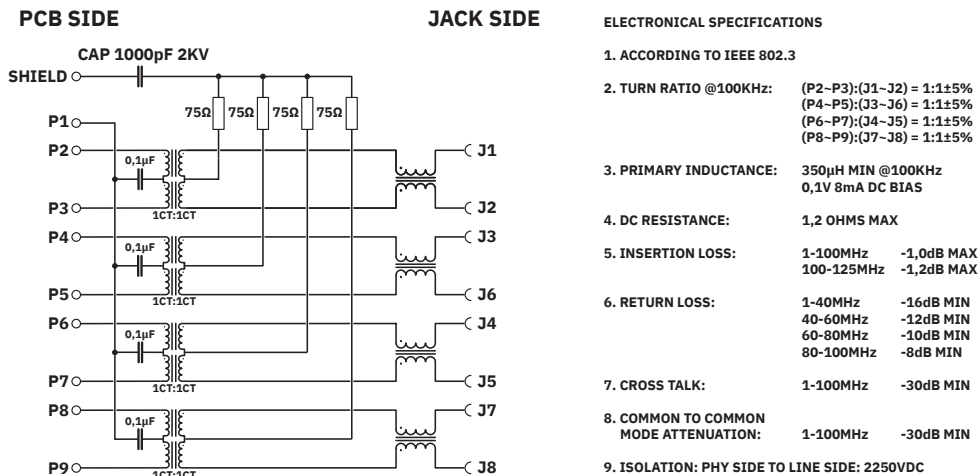 PCB SIDE
JACK SIDE
CAP 1000pF 2KV
SHIELD
75Ω 75Ω 75Ω 75Ω
P1
P2
J1
0,1µF
P3
J2
1CT:1CT
P4
J3
0,1µF
P5
J6
1CT:1CT
P6
J4
0,1µF
P7
J5
1CT:1CT
P8
J7
0,1µF
P9
J8
1CT:1CT
ELECTRONICAL SPECIFICATIONS
1. ACCORDING TO IEEE 802.3
2. TURN RATIO @100KHz: (P2~P3):(J1~J2) = 1:1±5%
(P4~P5):(J3~J6) = 1:1±5%
(P6~P7):(J4~J5) = 1:1±5%
(P8~P9):(J7~J8) = 1:1±5%
3. PRIMARY INDUCTANCE: 350µH MIN @100KHz
0,1V 8mA DC BIAS
4. DC RESISTANCE: 1,2 OHMS MAX
5. INSERTION LOSS: 1-100MHz -1,0dB MAX
100-125MHz -1,2dB MAX
6. RETURN LOSS: 1-40MHz -16dB MIN
40-60MHz -12dB MIN
60-80MHz -10dB MIN
80-100MHz -8dB MIN
7. CROSS TALK: 1-100MHz -30dB MIN
8. COMMON TO COMMON
MODE ATTENUATION: 1-100MHz -30dB MIN
9. ISOLATION: PHY SIDE TO LINE SIDE: 2250VDC